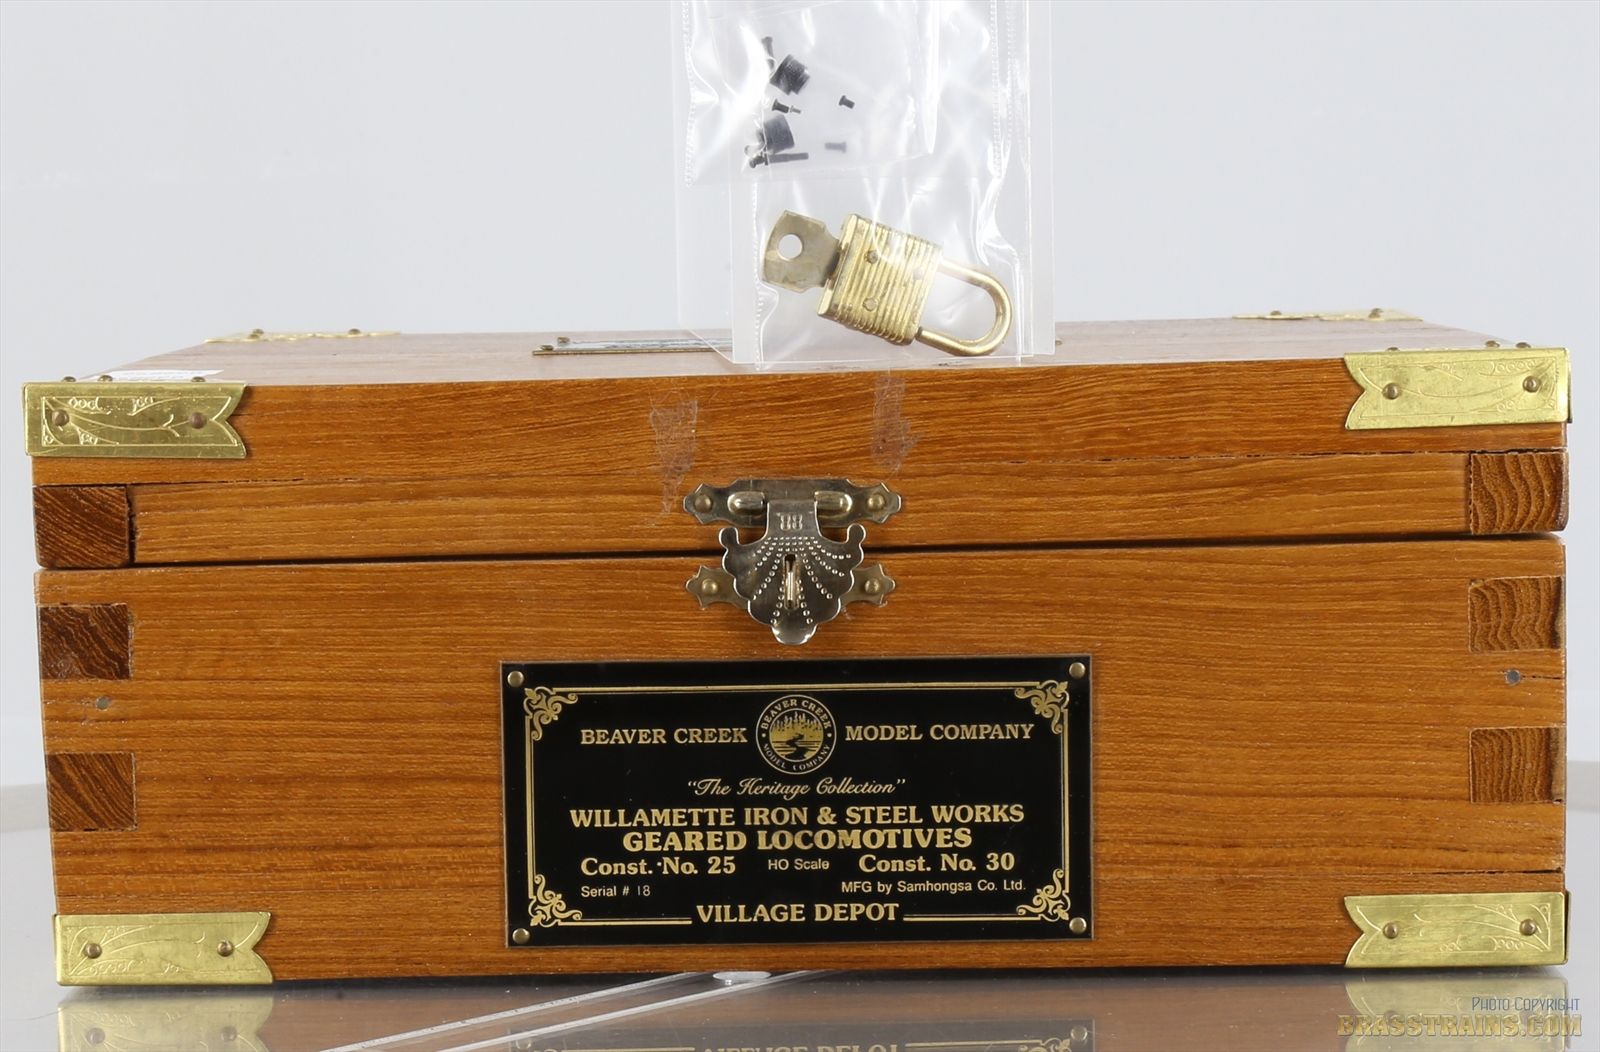 BEAVER CREEK MODEL COMPANY
BEAVER CREEK
MODEL COMPANY
"The Heritage Collection"
WILLAMETTE IRON & STEEL WORKS
GEARED LOCOMOTIVES
Const. No. 25 HO Scale Const. No. 30
Serial # 18 MFG by Samhongsa Co. Ltd.
VILLAGE DEPOT
PHOTO COPYRIGHT
BRASSTRAINS.COM